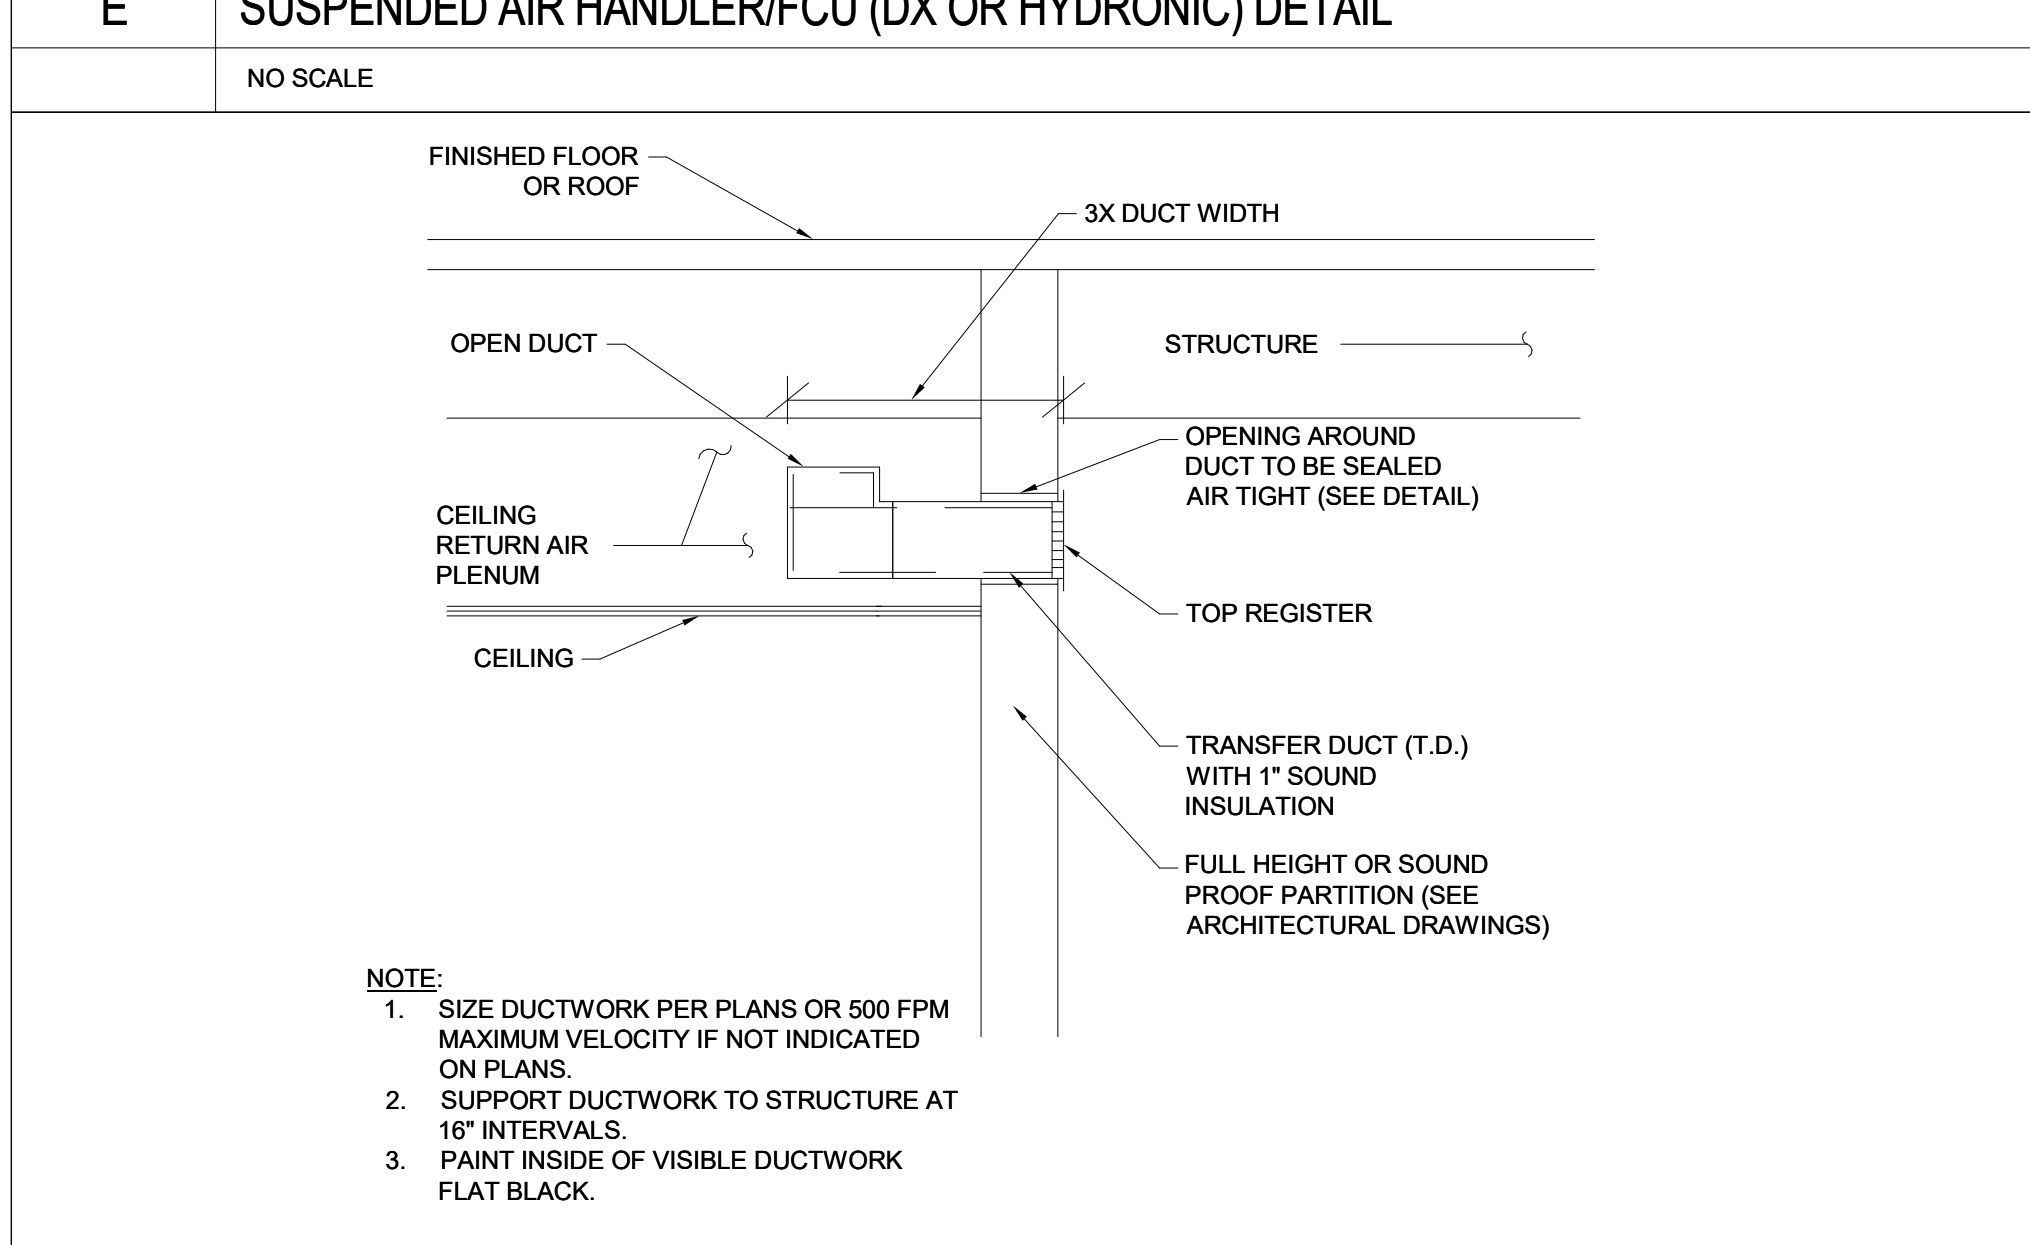 E
SUSPENDED AIR HANDLER/FCU (DX OR HYDRONIC) DETAIL
NO SCALE
FINISHED FLOOR
OR ROOF
3X DUCT WIDTH
OPEN DUCT
STRUCTURE
OPENING AROUND
DUCT TO BE SEALED
AIR TIGHT (SEE DETAIL)
CEILING
RETURN AIR
PLENUM
TOP REGISTER
CEILING
TRANSFER DUCT (T.D.)
WITH 1" SOUND
INSULATION
FULL HEIGHT OR SOUND
PROOF PARTITION (SEE
ARCHITECTURAL DRAWINGS)
NOTE:
1. SIZE DUCTWORK PER PLANS OR 500 FPM
MAXIMUM VELOCITY IF NOT INDICATED
ON PLANS.
2. SUPPORT DUCTWORK TO STRUCTURE AT
16" INTERVALS.
3. PAINT INSIDE OF VISIBLE DUCTWORK
FLAT BLACK.